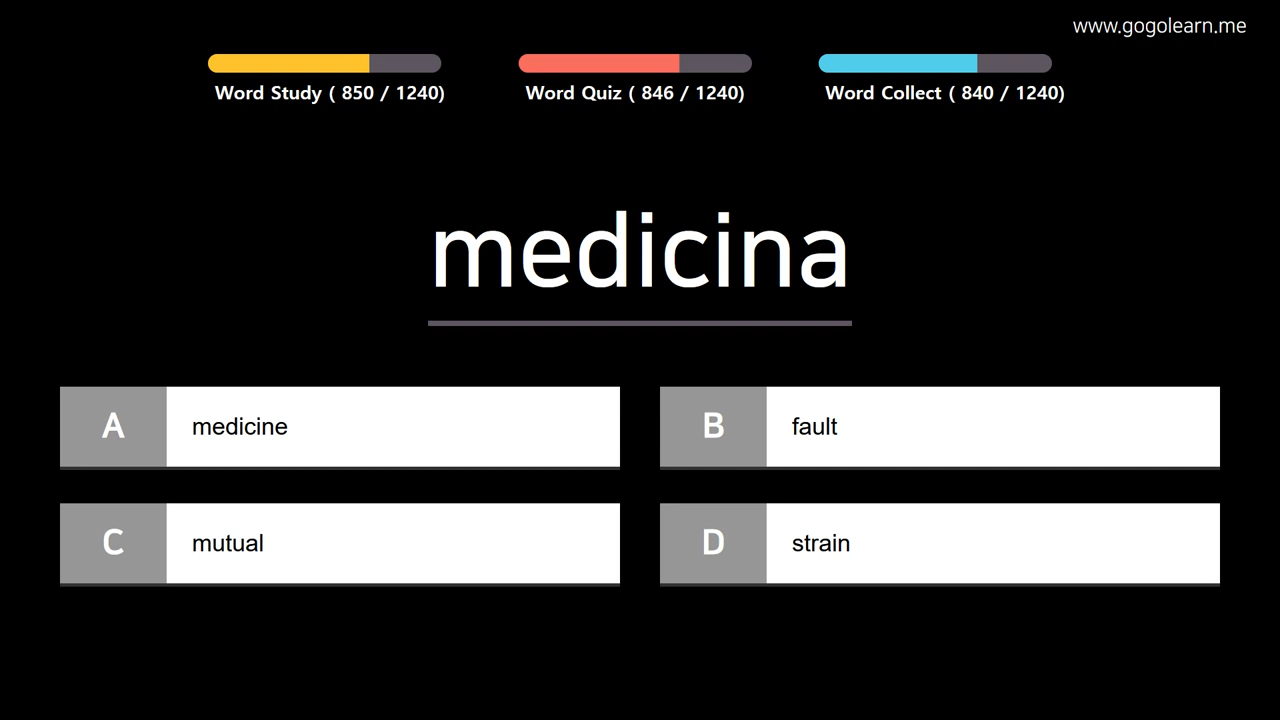 www.gogolearn.me
Word Study ( 850 / 1240)
Word Quiz ( 846 / 1240)
Word Collect ( 840 / 1240)
medicina
A medicine
B fault
C mutual
D strain